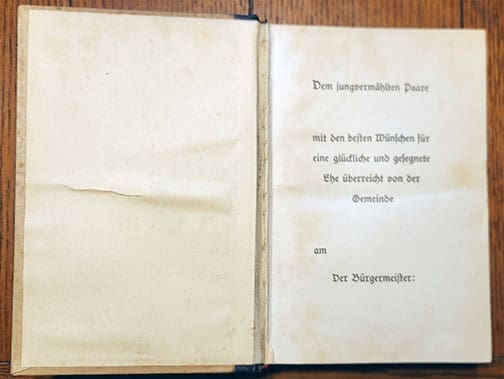 Dem jungvermählten Paare
mit den besten Wünschen für
eine glückliche und gesegnete
Ehe überreicht von der
Gemeinde
am
Der Bürgermeister: